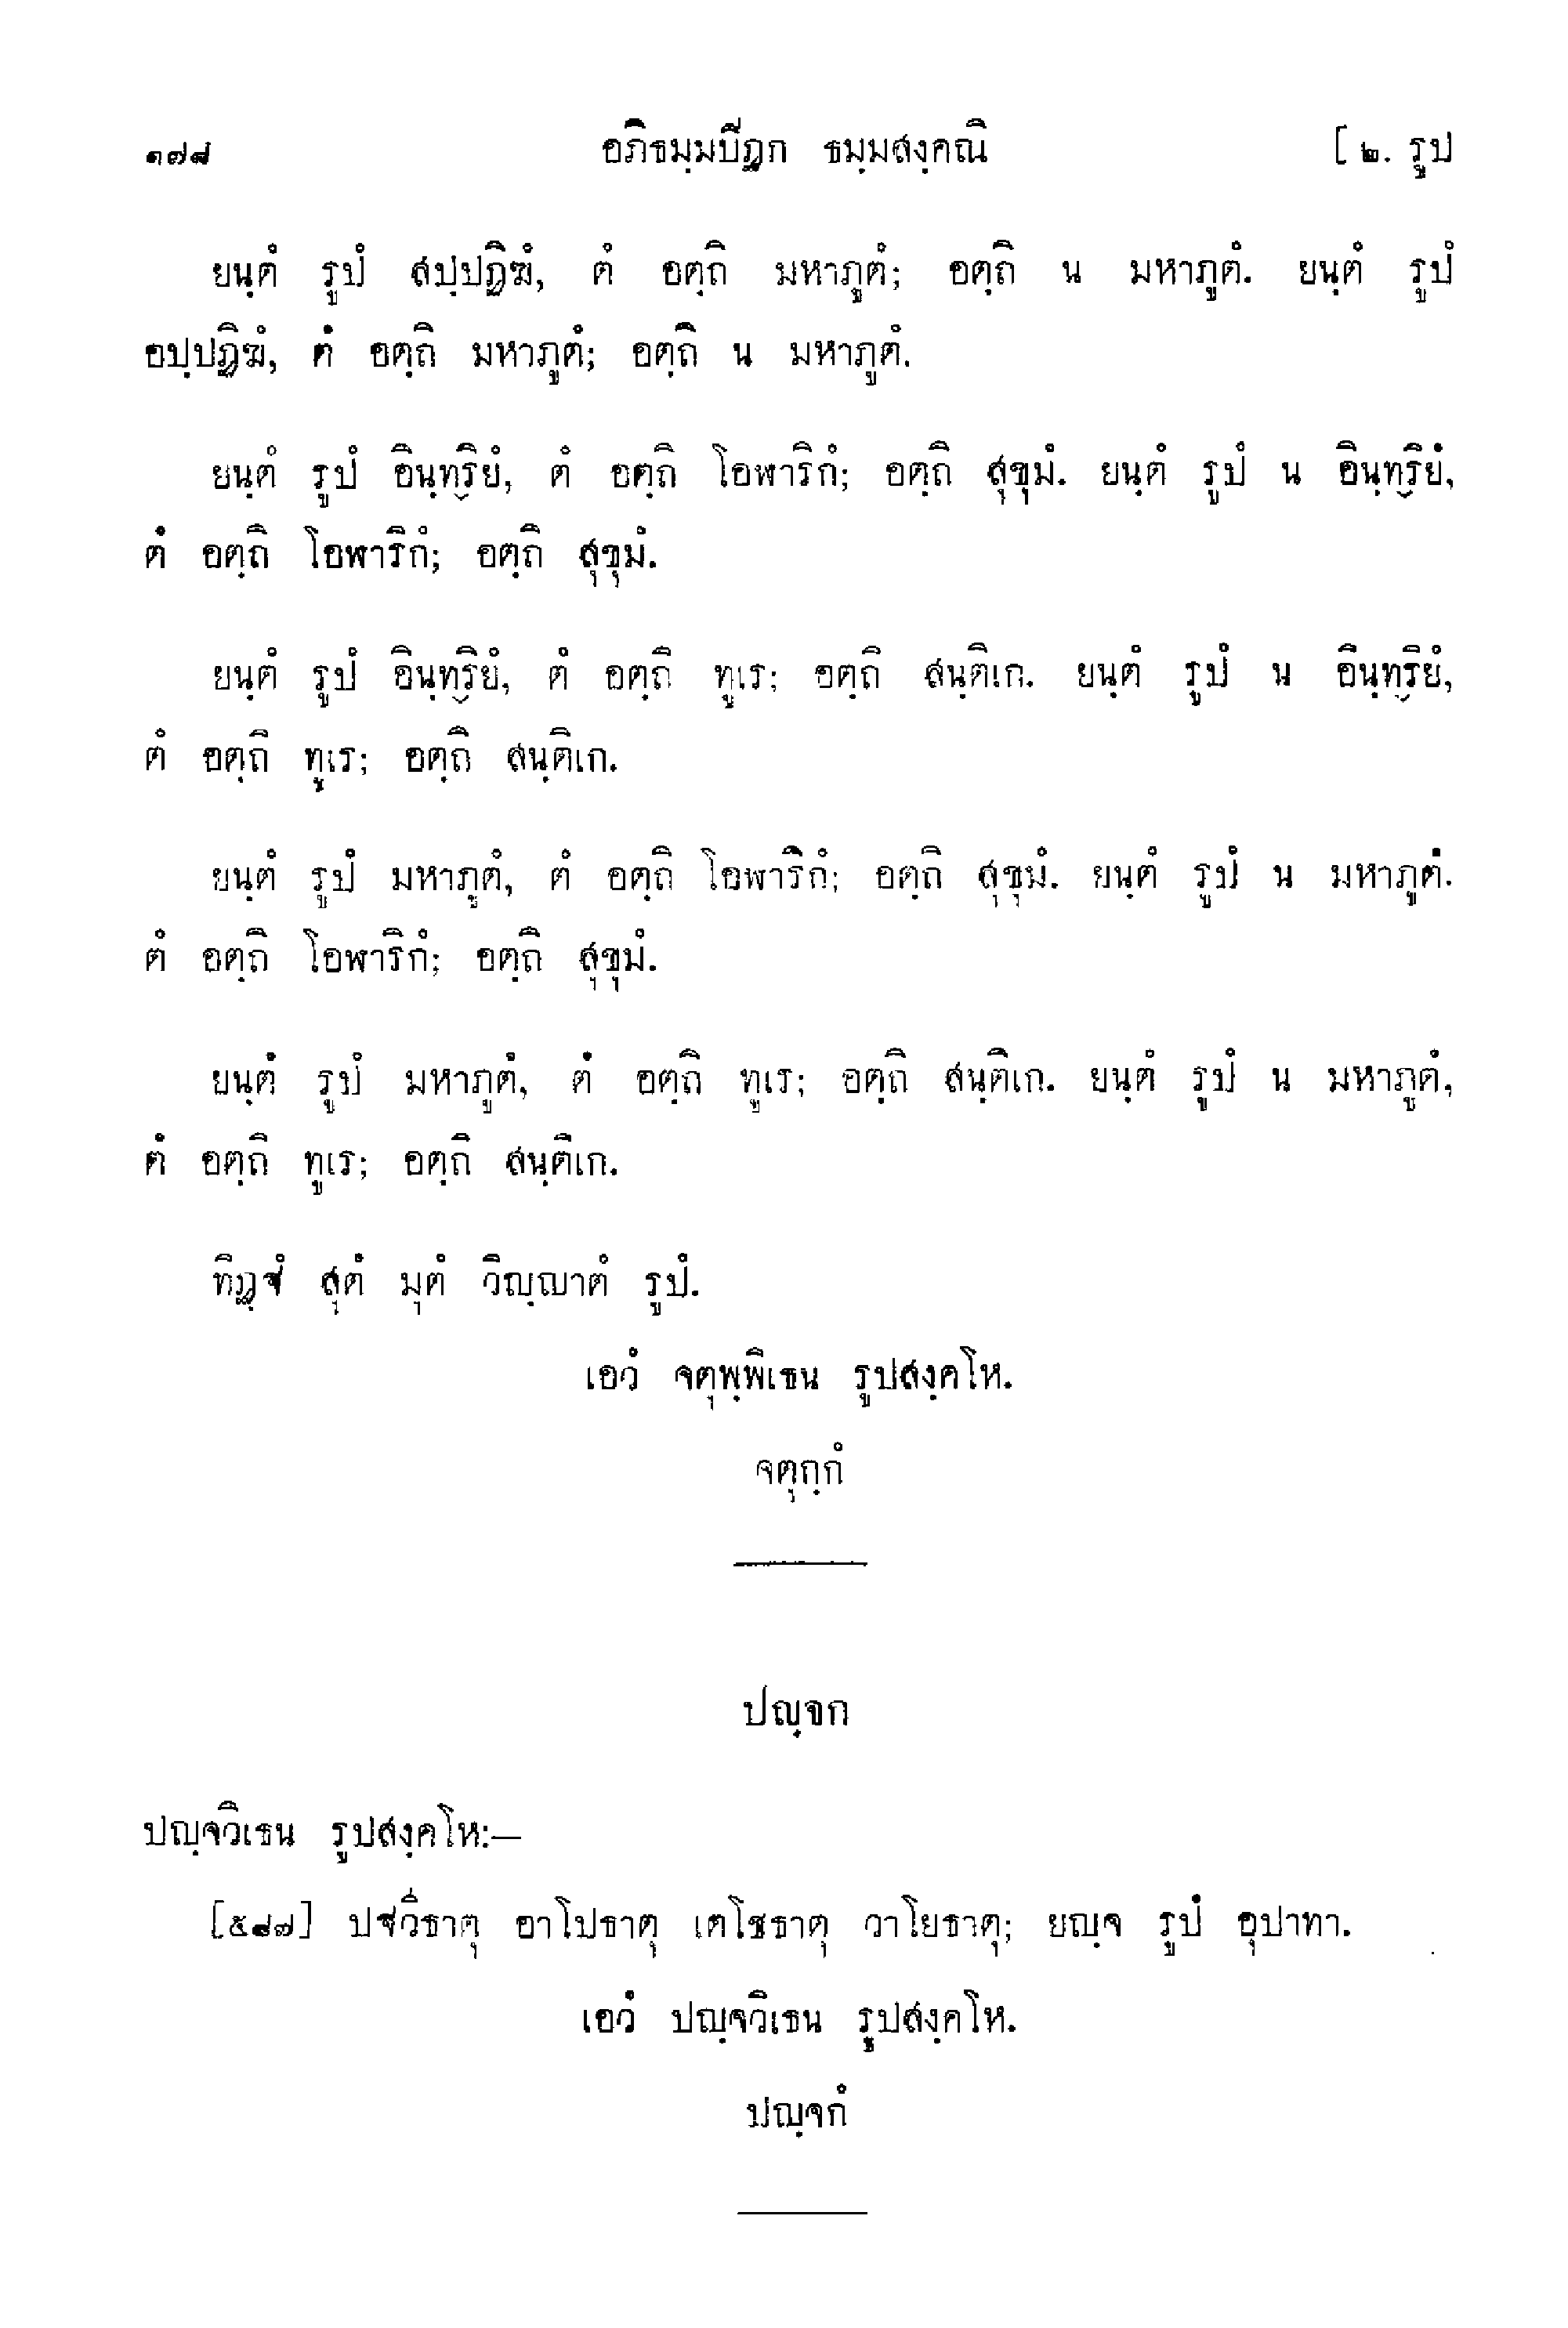 ๑๗๘ อภิธมฺมปิฏก ธมฺมสงฺคณิ [ ๒. รูป
ยนฺตํ รูปํ สปฺปฏิฆํ, ตํ อตฺถิ มหาภูตํ; อตฺถิ น มหาภูตํ. ยนฺตํ รูปํ
อปฺปฏิฆํ, ตํ อตฺถิ มหาภูตํ; อตฺถิ น มหาภูตํ.
ยนฺตํ รูปํ อินฺทฺริยํ, ตํ อตฺถิ โอฬาริกํ; อตฺถิ สุขุมํ. ยนฺตํ รูปํ น อินฺทฺริยํ,
ตํ อตฺถิ โอฬาริกํ; อตฺถิ สุขุมํ.
ยนฺตํ รูปํ อินฺทฺริยํ, ตํ อตฺถิ ทูเร; อตฺถิ สนฺติเก. ยนฺตํ รูปํ น อินฺทฺริยํ,
ตํ อตฺถิ ทูเร; อตฺถิ สนฺติเก.
ยนฺตํ รูปํ มหาภูตํ, ตํ อตฺถิ โอฬาริกํ; อตฺถิ สุขุมํ. ยนฺตํ รูปํ น มหาภูตํ.
ตํ อตฺถิ โอฬาริกํ; อตฺถิ สุขุมํ.
ยนฺตํ รูปํ มหาภูตํ, ตํ อตฺถิ ทูเร; อตฺถิ สนฺติเก. ยนฺตํ รูปํ น มหาภูตํ,
ตํ อตฺถิ ทูเร; อตฺถิ สนฺติเก.
ทิฏฺฐํ สุตํ มุตํ วิญฺญาตํ รูปํ.
เอวํ จตุพฺพิเธน รูปสงฺคโห.
จตุกฺกํ
ปญฺจก
ปญฺจวิเธน รูปสงฺคโห:—
[๕๘๗] ปฐวีธาตุ อาโปธาตุ เตโชธาตุ วาโยธาตุ; ยญฺจ รูปํ อุปาทา.
เอวํ ปญฺจวิเธน รูปสงฺคโห.
ปญฺจกํ